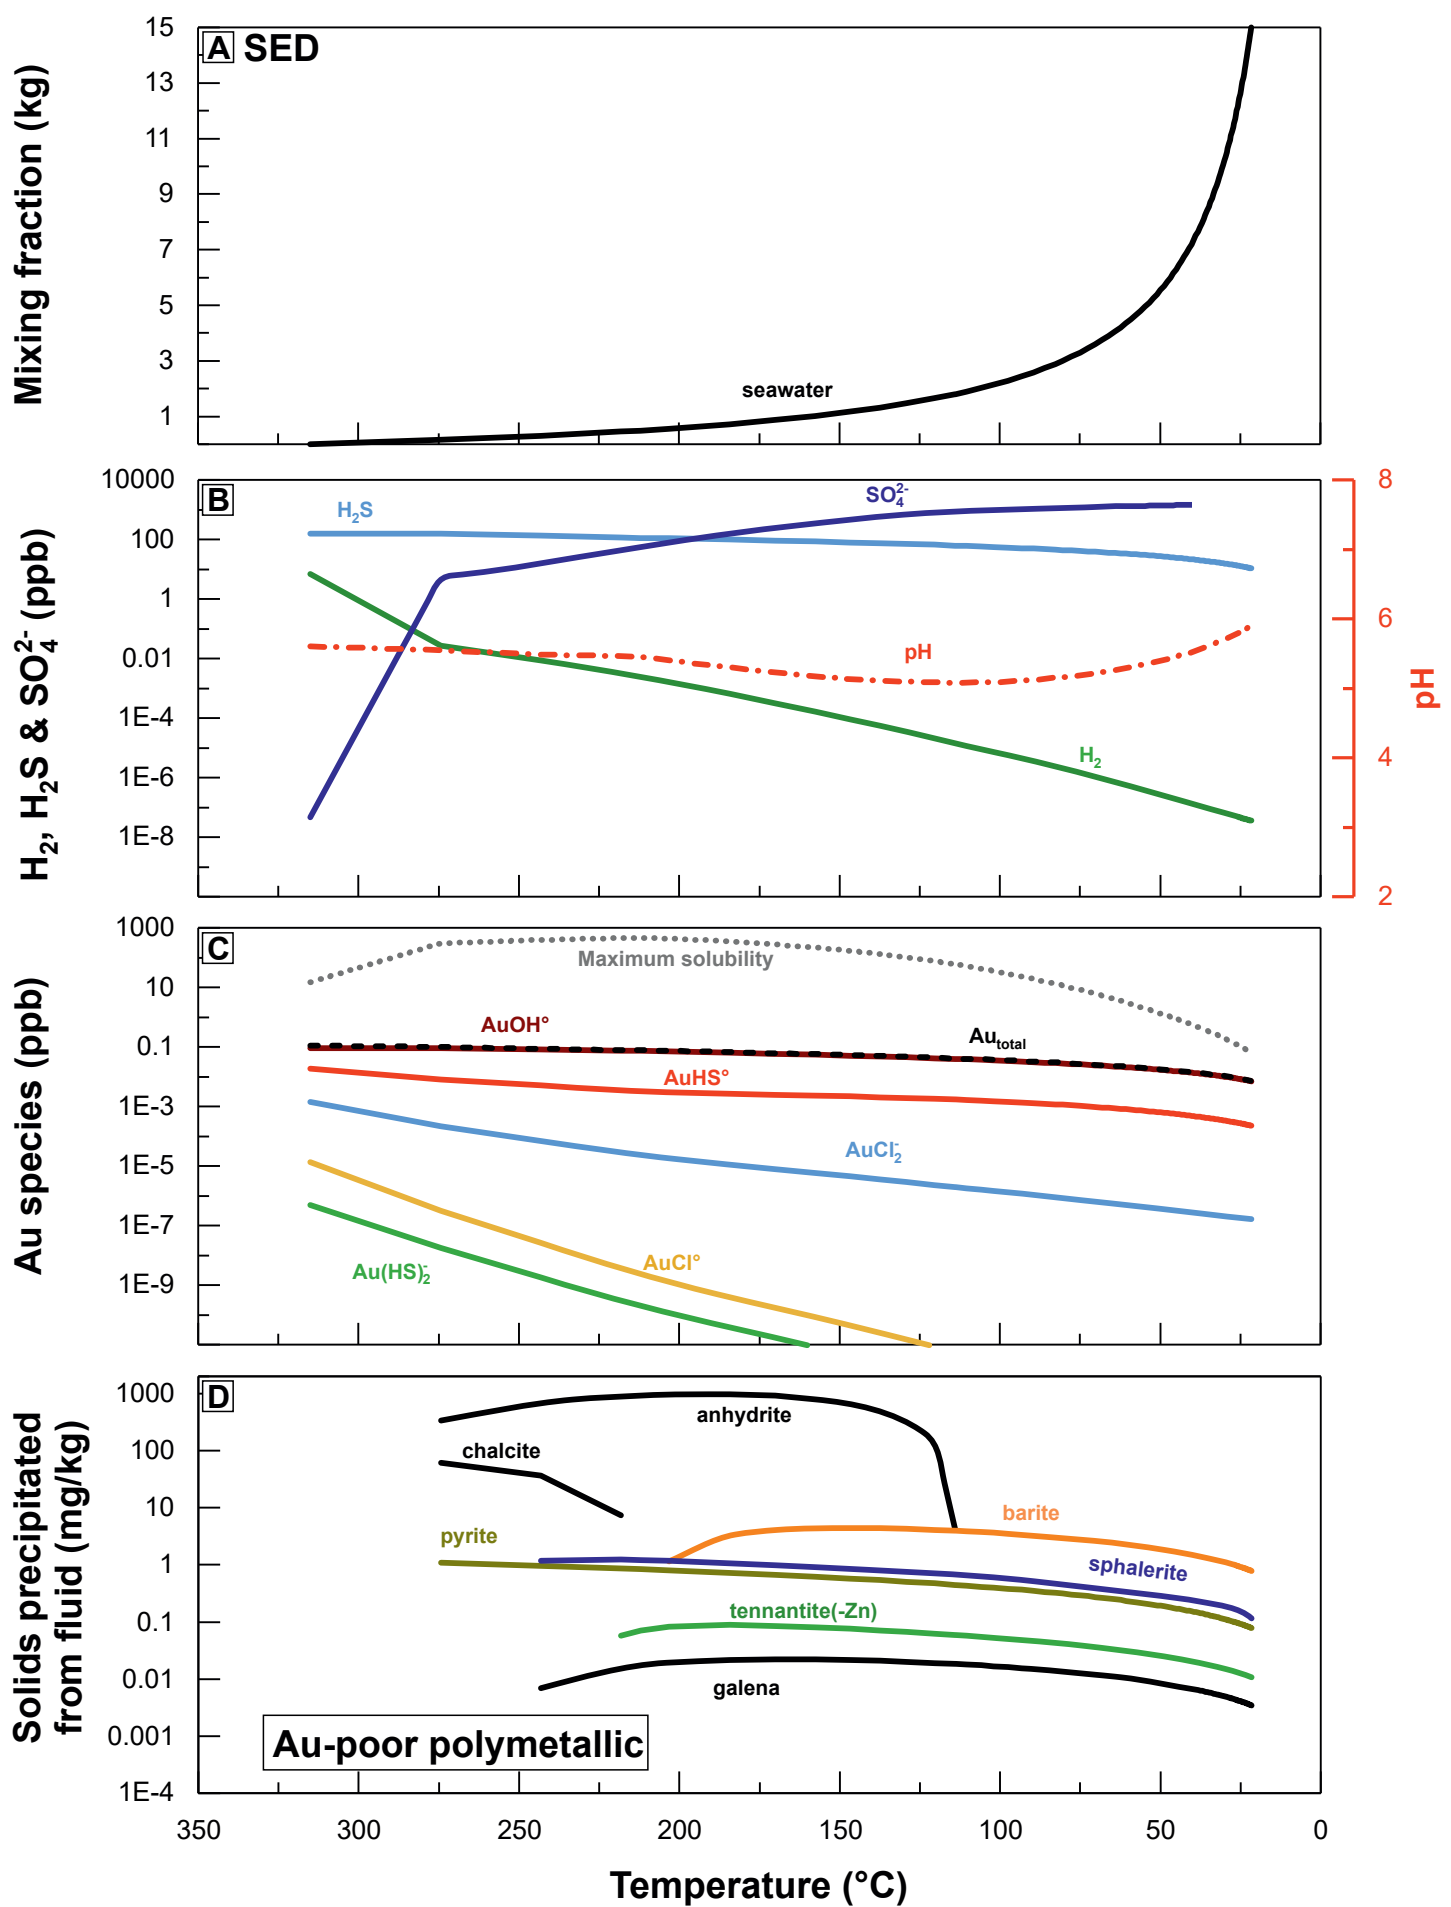 A SED
Mixing fraction (kg)
15
13
11
9
7
5
3
1
seawater
B
H₂, H₂S & SO₄²⁻ (ppb)
10000
100
1
0.01
1E-4
1E-6
1E-8
H₂S
SO₄²⁻
pH
H₂
8
6
4
2
pH
C
Au species (ppb)
1000
10
0.1
1E-3
1E-5
1E-7
1E-9
Maximum solubility
AuOH°
Au total
AuHS°
AuCl₂⁻
AuCl°
Au(HS)₂⁻
D
Solids precipitated
from fluid (mg/kg)
1000
100
10
1
0.1
0.01
0.001
1E-4
anhydrite
chalcite
barite
pyrite
sphalerite
tennantite(-Zn)
galena
Au-poor polymetallic
350 300 250 200 150 100 50 0
Temperature (°C)